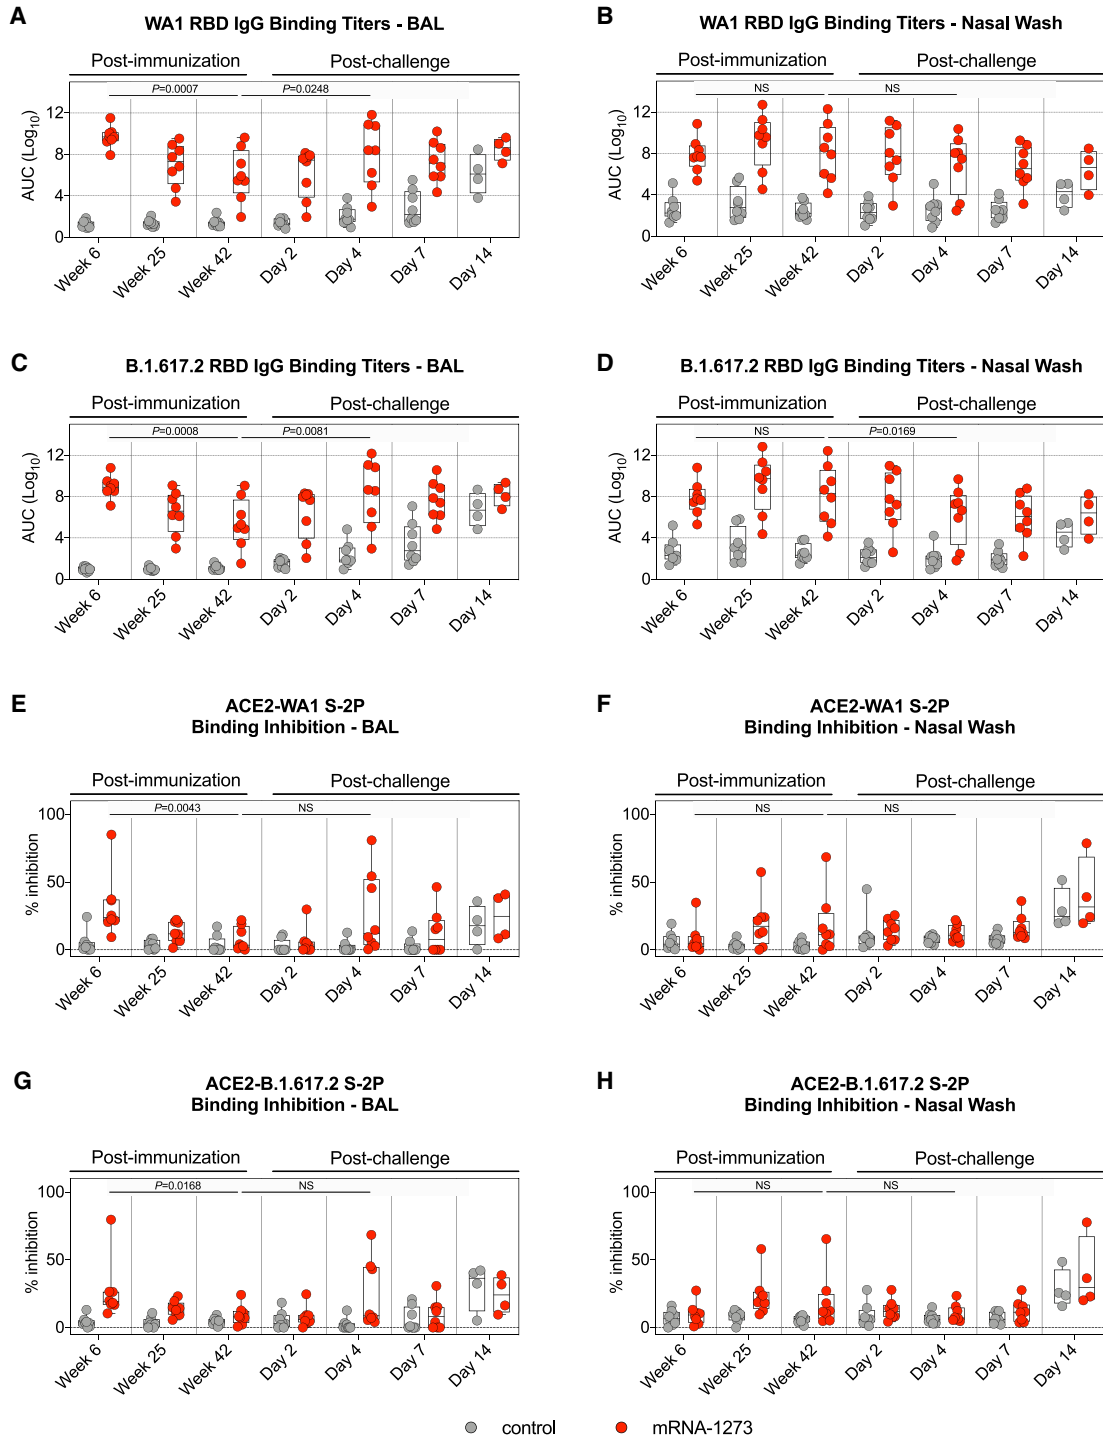 A
WA1 RBD IgG Binding Titers - BAL
Post-immunization
Post-challenge
P=0.0007
P=0.0248
AUC (Log10)
12
8
4
0
Week 6
Week 25
Week 42
Day 2
Day 4
Day 7
Day 14
B
WA1 RBD IgG Binding Titers - Nasal Wash
Post-immunization
Post-challenge
NS
NS
AUC (Log10)
12
8
4
0
Week 6
Week 25
Week 42
Day 2
Day 4
Day 7
Day 14
C
B.1.617.2 RBD IgG Binding Titers - BAL
Post-immunization
Post-challenge
P=0.0008
P=0.0081
AUC (Log10)
12
8
4
0
Week 6
Week 25
Week 42
Day 2
Day 4
Day 7
Day 14
D
B.1.617.2 RBD IgG Binding Titers - Nasal Wash
Post-immunization
Post-challenge
NS
P=0.0169
AUC (Log10)
12
8
4
0
Week 6
Week 25
Week 42
Day 2
Day 4
Day 7
Day 14
E
ACE2-WA1 S-2P
Binding Inhibition - BAL
Post-immunization
Post-challenge
P=0.0043
NS
% inhibition
100
50
0
Week 6
Week 25
Week 42
Day 2
Day 4
Day 7
Day 14
F
ACE2-WA1 S-2P
Binding Inhibition - Nasal Wash
Post-immunization
Post-challenge
NS
NS
% inhibition
100
50
0
Week 6
Week 25
Week 42
Day 2
Day 4
Day 7
Day 14
G
ACE2-B.1.617.2 S-2P
Binding Inhibition - BAL
Post-immunization
Post-challenge
P=0.0168
NS
% inhibition
100
50
0
Week 6
Week 25
Week 42
Day 2
Day 4
Day 7
Day 14
H
ACE2-B.1.617.2 S-2P
Binding Inhibition - Nasal Wash
Post-immunization
Post-challenge
NS
NS
% inhibition
100
50
0
Week 6
Week 25
Week 42
Day 2
Day 4
Day 7
Day 14
control
mRNA-1273